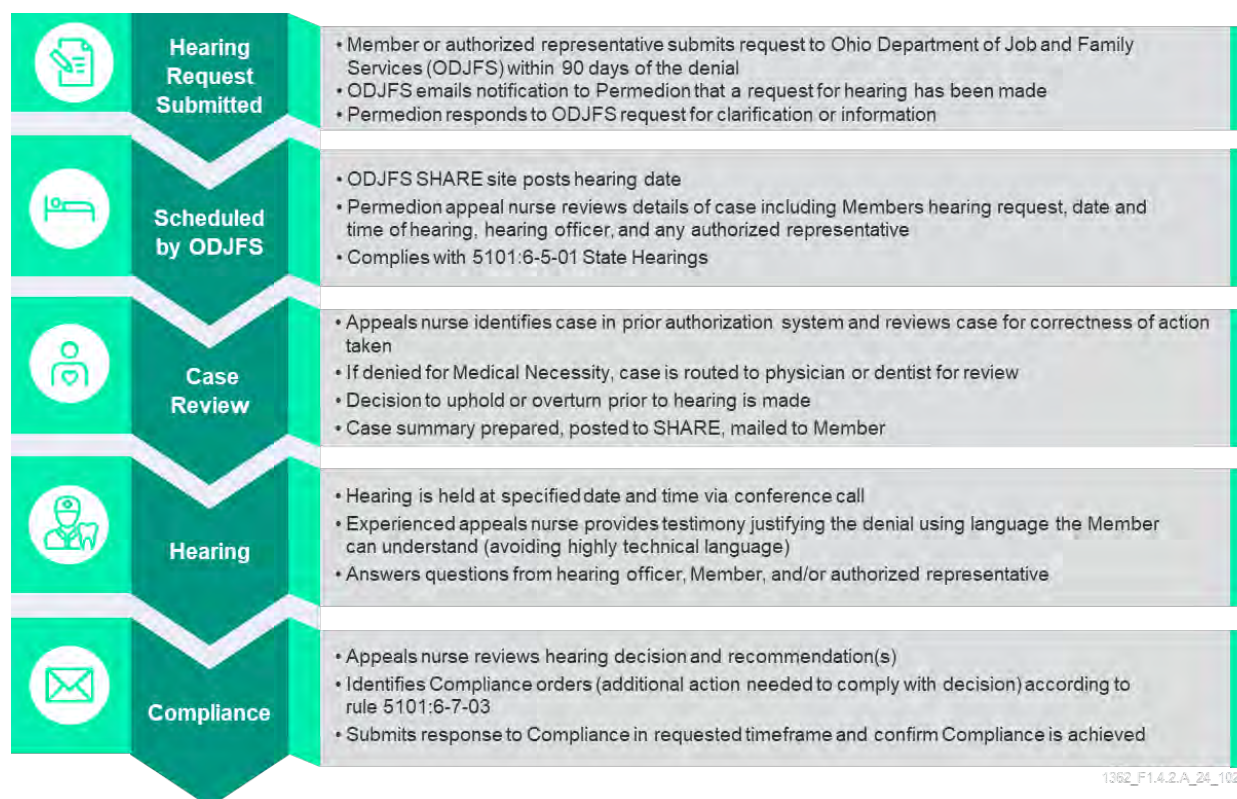 Hearing
Request
Submitted
• Member or authorized representative submits request to Ohio Department of Job and Family
Services (ODJFS) within 90 days of the denial
• ODJFS emails notification to Permedion that a request for hearing has been made
• Permedion responds to ODJFS request for clarification or information
Scheduled
by ODJFS
• ODJFS SHARE site posts hearing date
• Permedion appeal nurse reviews details of case including Members hearing request, date and
time of hearing, hearing officer, and any authorized representative
• Complies with 5101:6-5-01 State Hearings
Case
Review
• Appeals nurse identifies case in prior authorization system and reviews case for correctness of action
taken
• If denied for Medical Necessity, case is routed to physician or dentist for review
• Decision to uphold or overturn prior to hearing is made
• Case summary prepared, posted to SHARE, mailed to Member
Hearing
• Hearing is held at specified date and time via conference call
• Experienced appeals nurse provides testimony justifying the denial using language the Member
can understand (avoiding highly technical language)
• Answers questions from hearing officer, Member, and/or authorized representative
Compliance
• Appeals nurse reviews hearing decision and recommendation(s)
• Identifies Compliance orders (additional action needed to comply with decision) according to
rule 5101:6-7-03
• Submits response to Compliance in requested timeframe and confirm Compliance is achieved
1362_F1.4.2.A_24_102